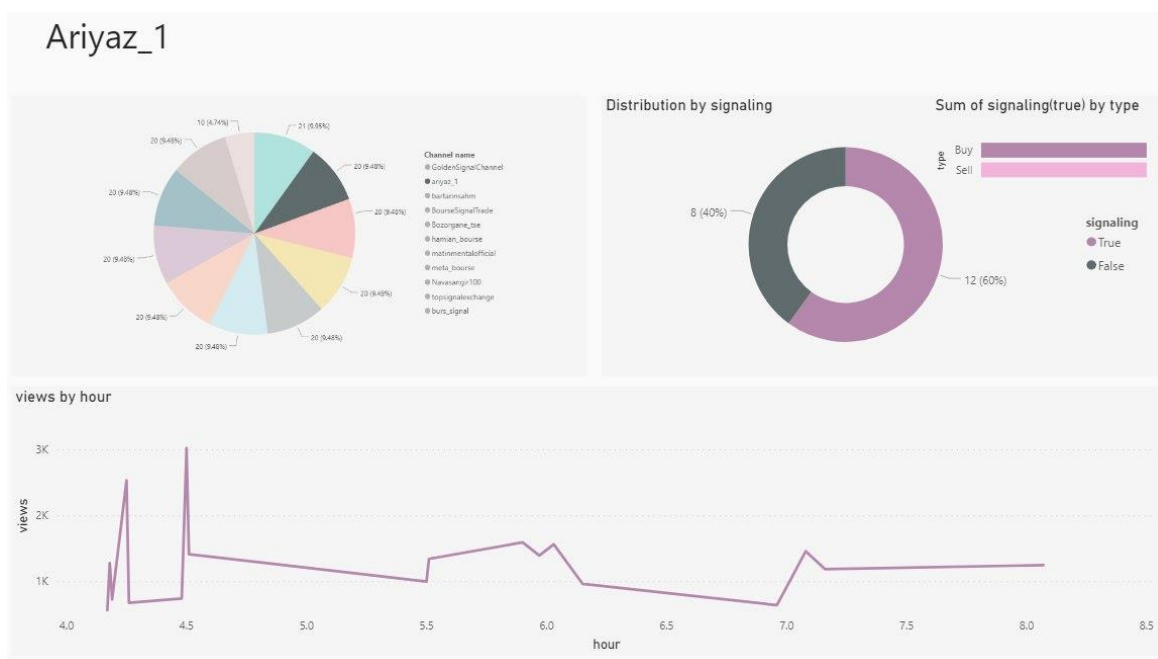 Ariyaz_1
10 (4.74%)
21 (9.95%)
20 (9.48%)
20 (9.48%)
20 (9.48%)
20 (9.48%)
20 (9.48%)
20 (9.48%)
20 (9.48%)
20 (9.48%)
20 (9.48%)
Channel name
GoldenSignalChannel
ariyaz_1
barfarinsahm
BourseSignalTrade
Bozorgane_tse
hamian_bourse
matinmentalofficial
meta_bourse
Navasangir100
topsignalexchange
burs_signal
Distribution by signaling
8 (40%)
12 (60%)
Sum of signaling(true) by type
type
Buy
Sell
signaling
True
False
views by hour
views
3K
2K
1K
4.0 4.5 5.0 5.5 6.0 6.5 7.0 7.5 8.0 8.5
hour